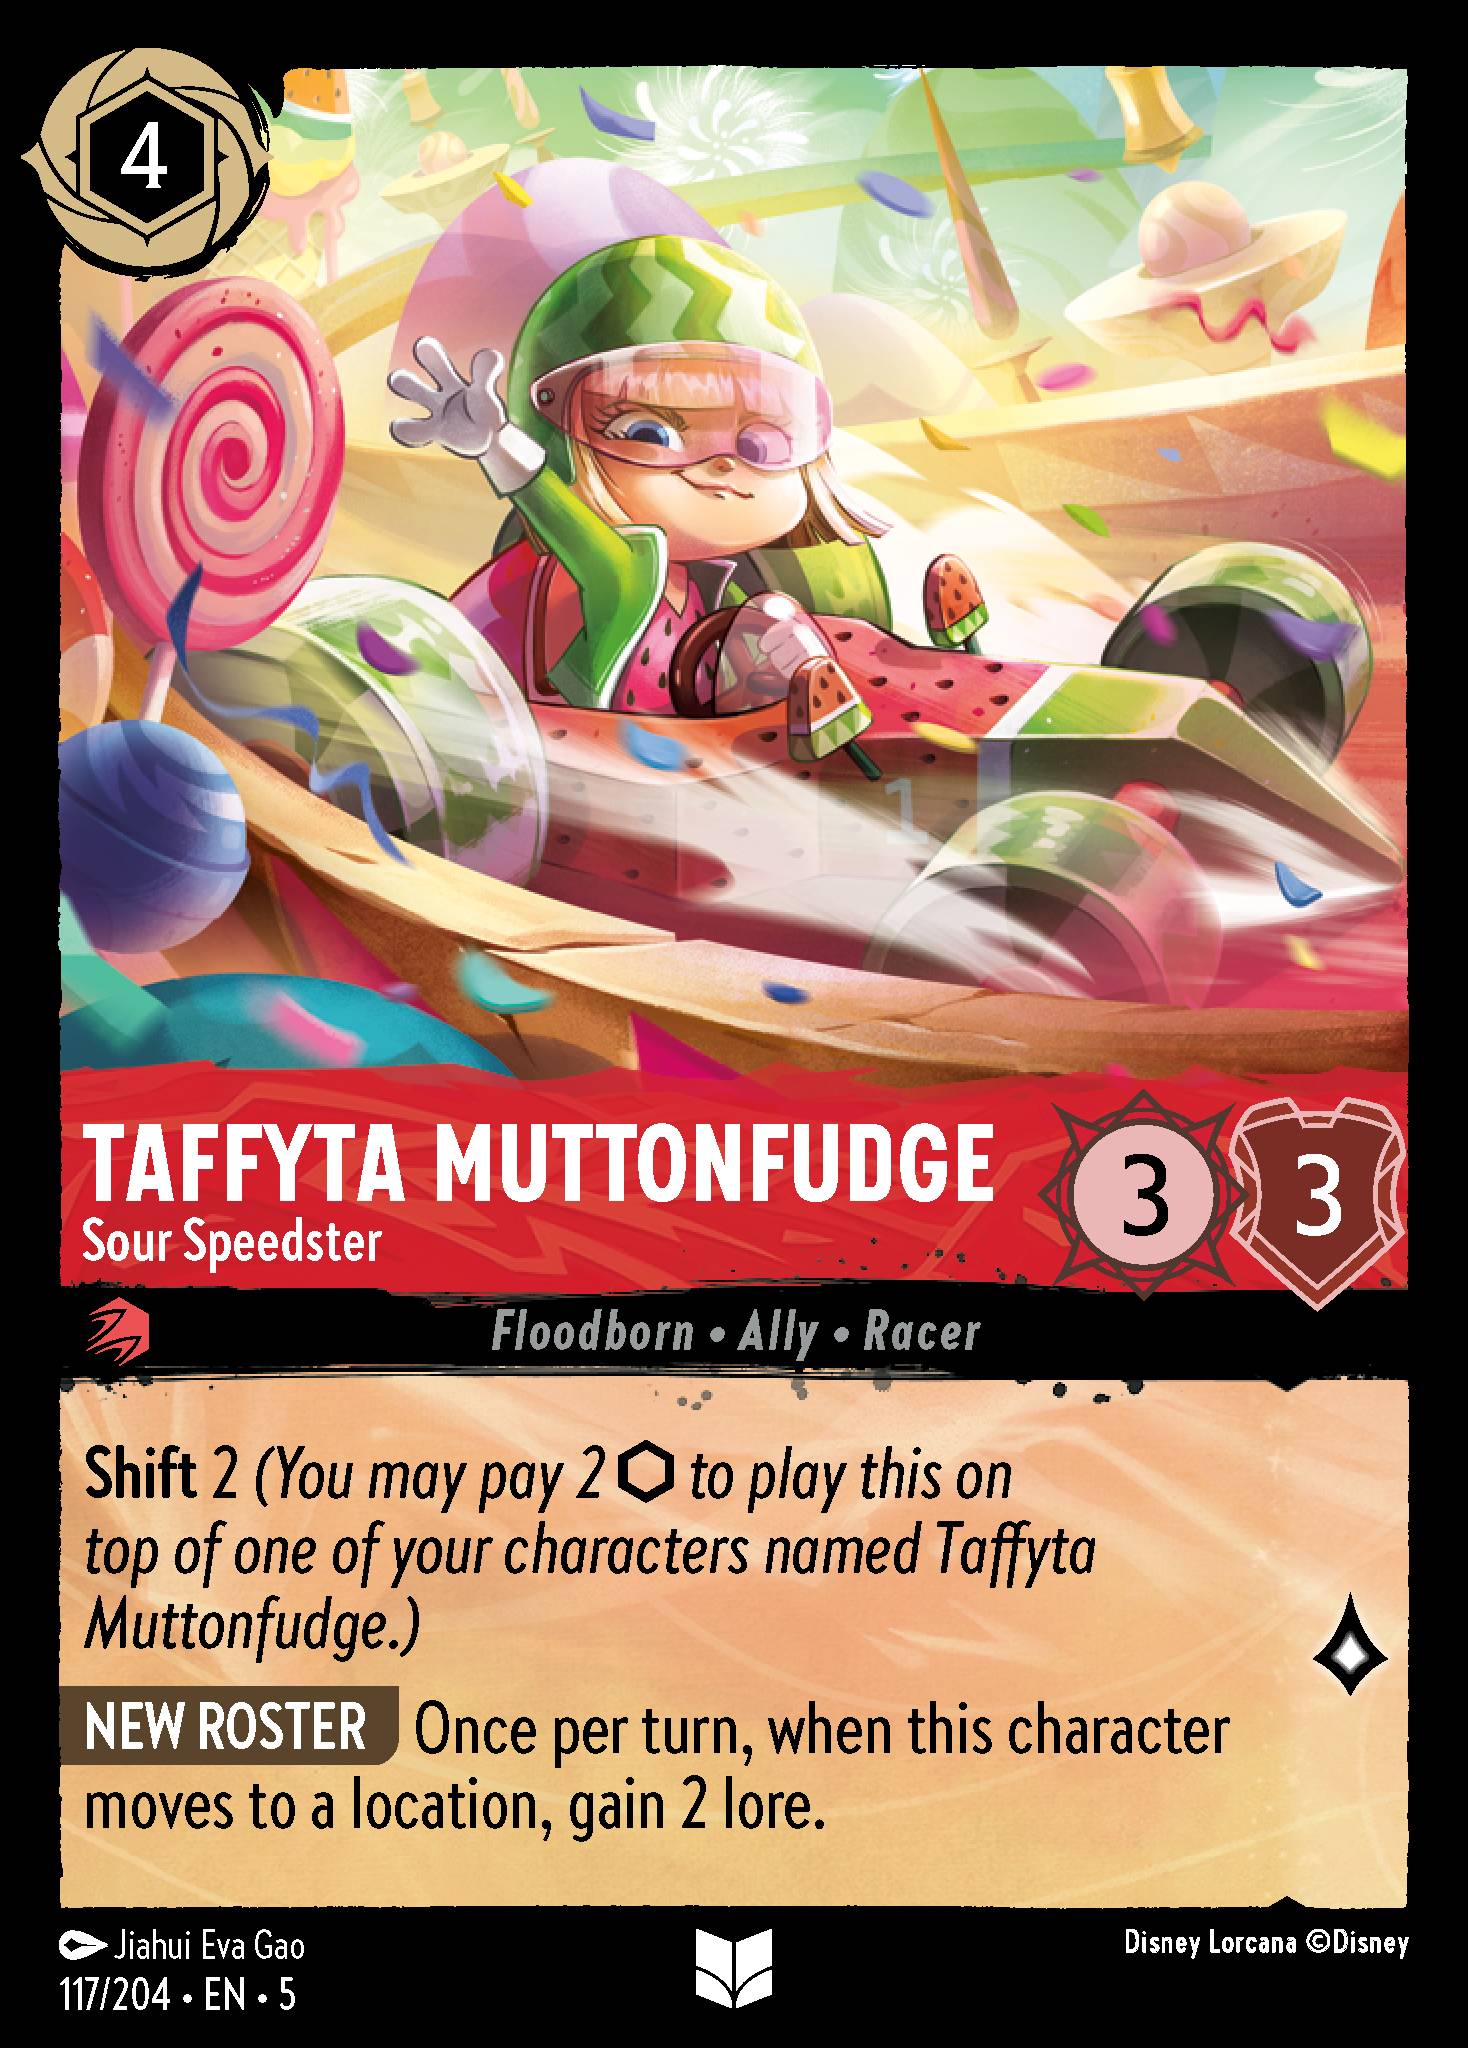 4
1
TAFFYTA MUTTONFUDGE
Sour Speedster
3
3
Floodborn • Ally • Racer
Shift 2 (You may pay 2 ⬡ to play this on
top of one of your characters named Taffyta
Muttonfudge.)
NEW ROSTER Once per turn, when this character
moves to a location, gain 2 lore.
Jiahui Eva Gao
Disney Lorcana ©Disney
117/204 • EN • 5